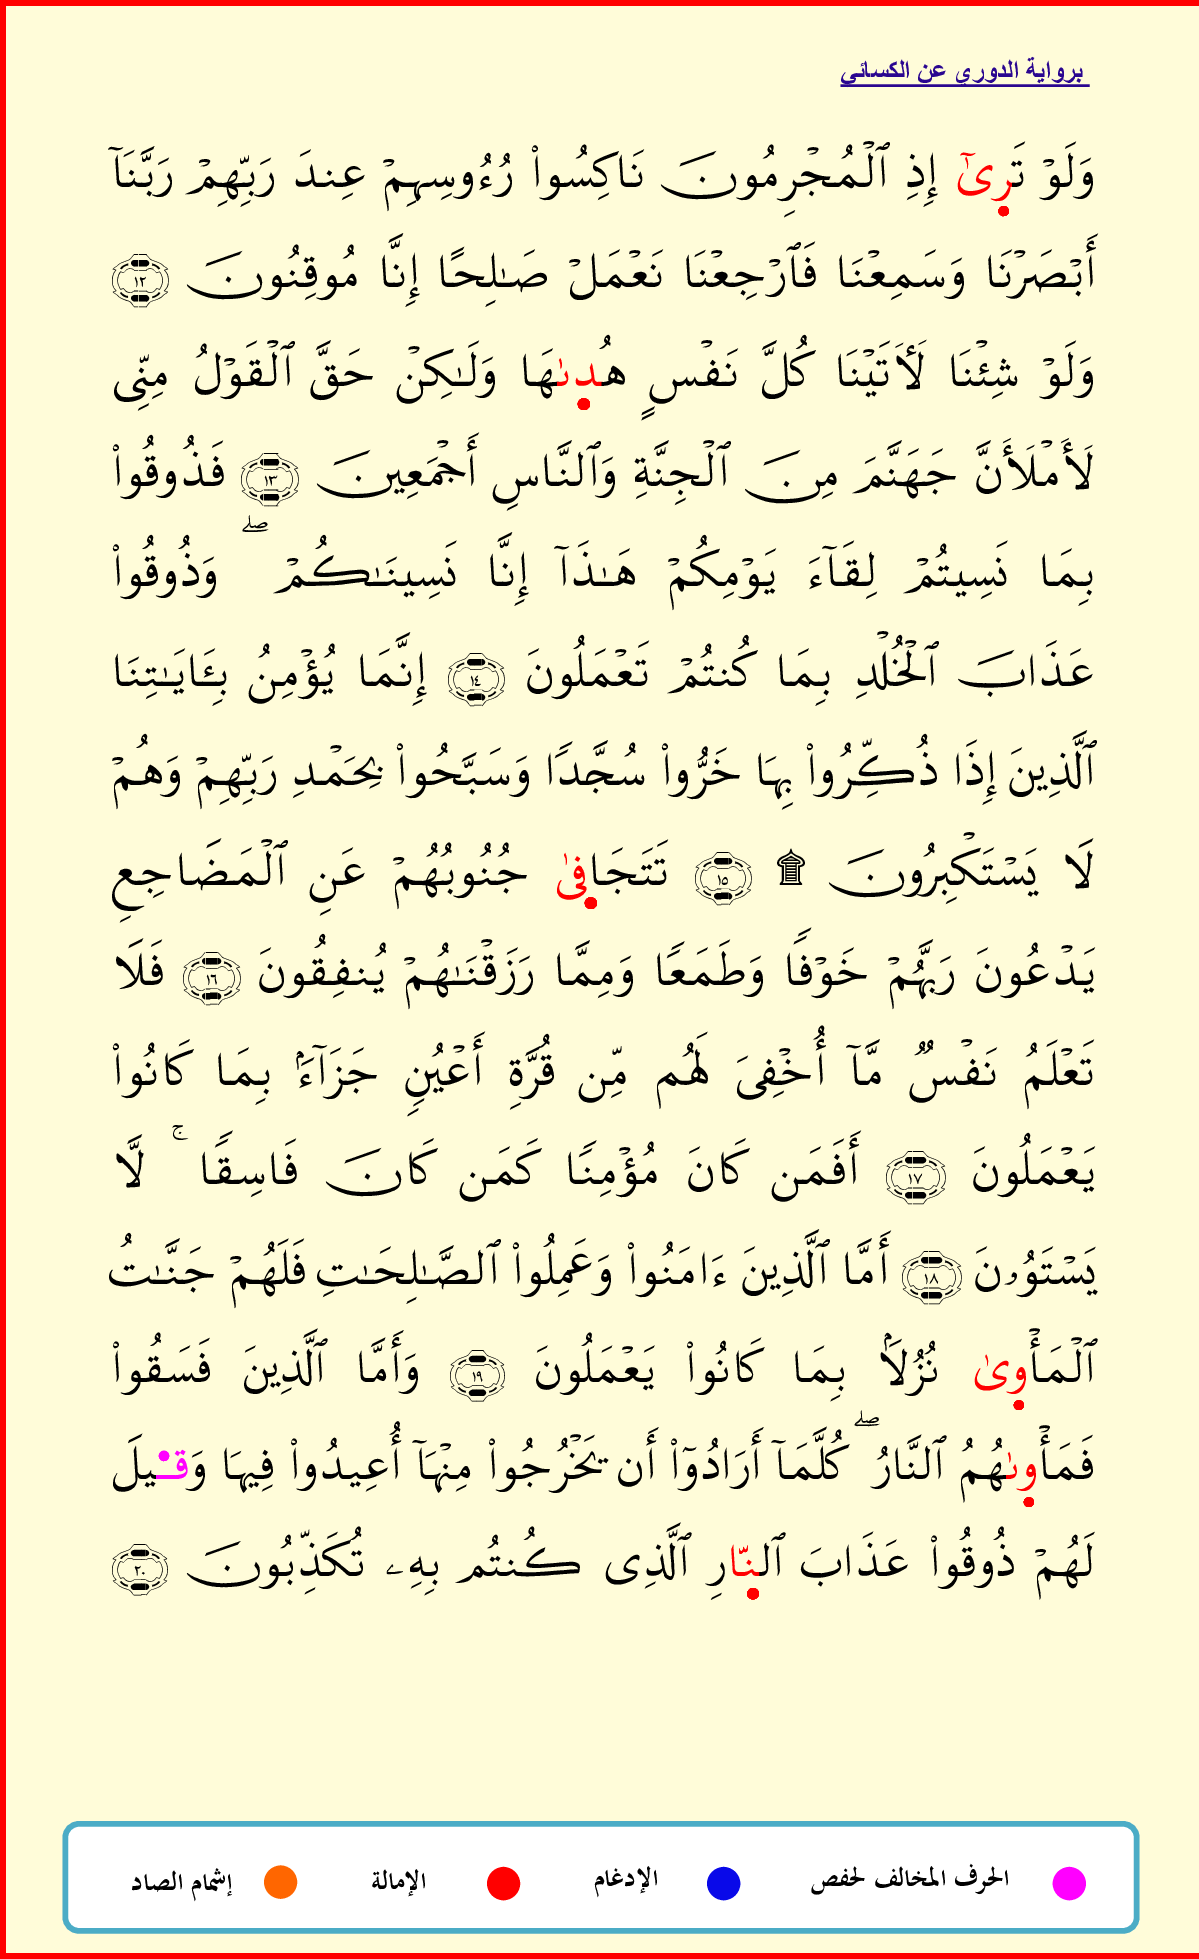 برواية الدوري عن الكسائي
وَلَوۡ تَرِىٰٓ إِذِ ٱلۡمُجۡرِمُونَ نَاكِسُواْ رُءُوسِهِمۡ عِندَ رَبِّهِمۡ رَبَّنَآ
أَبۡصَرۡنَا وَسَمِعۡنَا فَٱرۡجِعۡنَا نَعۡمَلۡ صَٰلِحًا إِنَّا مُوقِنُونَ ١٢
وَلَوۡ شِئۡنَا لَأٓتَيۡنَا كُلَّ نَفۡسٍ هُدىٰهَا وَلَٰكِنۡ حَقَّ ٱلۡقَوۡلُ مِنِّى
لَأَمۡلَأَنَّ جَهَنَّمَ مِنَ ٱلۡجِنَّةِ وَٱلنَّاسِ أَجۡمَعِينَ ١٣ فَذُوقُواْ
بِمَا نَسِيتُمۡ لِقَآءَ يَوۡمِكُمۡ هَٰذَآ إِنَّا نَسِينَٰكُمۡۖ وَذُوقُواْ
عَذَابَ ٱلۡخُلۡدِ بِمَا كُنتُمۡ تَعۡمَلُونَ ١٤ إِنَّمَا يُؤۡمِنُ بِـَٔايَٰتِنَا
ٱلَّذِينَ إِذَا ذُكِّرُواْ بِهَا خَرُّواْ سُجَّدًا وَسَبَّحُواْ بِحَمۡدِ رَبِّهِمۡ وَهُمۡ
لَا يَسۡتَكۡبِرُونَ ۩ ١٥ تَتَجَافِىٰ جُنُوبُهُمۡ عَنِ ٱلۡمَضَاجِعِ
يَدۡعُونَ رَبَّهُمۡ خَوۡفًا وَطَمَعًا وَمِمَّا رَزَقۡنَٰهُمۡ يُنفِقُونَ ١٦ فَلَا
تَعۡلَمُ نَفۡسٌ مَّآ أُخۡفِىَ لَهُم مِّن قُرَّةِ أَعۡيُنٍ جَزَآءَۢ بِمَا كَانُواْ
يَعۡمَلُونَ ١٧ أَفَمَن كَانَ مُؤۡمِنًا كَمَن كَانَ فَاسِقًاۚ لَّا
يَسۡتَوُۥنَ ١٨ أَمَّا ٱلَّذِينَ ءَامَنُواْ وَعَمِلُواْ ٱلصَّٰلِحَٰتِ فَلَهُمۡ جَنَّٰتُ
ٱلۡمَأۡوِىٰ نُزُلَۢا بِمَا كَانُواْ يَعۡمَلُونَ ١٩ وَأَمَّا ٱلَّذِينَ فَسَقُواْ
فَمَأۡوِىٰهُمُ ٱلنَّارُۖ كُلَّمَآ أَرَادُوٓاْ أَن يَخۡرُجُواْ مِنۡهَآ أُعِيدُواْ فِيهَا وَقِيلَ
لَهُمۡ ذُوقُواْ عَذَابَ ٱلنِّارِ ٱلَّذِى كُنتُم بِهِۦ تُكَذِّبُونَ ٢٠
الحرف المخالف لحفص الإدغام الإمالة إشمام الصاد